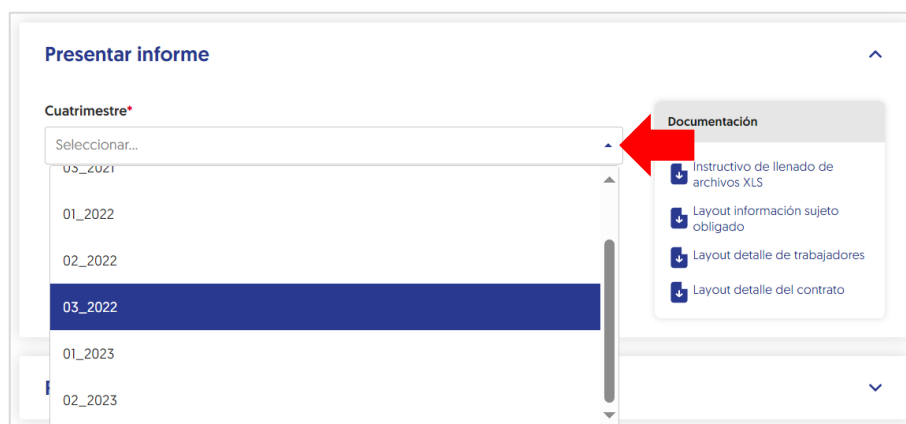 Presentar informe
Cuatrimestre*
Seleccionar...
03_2021
01_2022
02_2022
03_2022
01_2023
02_2023
Documentación
Instructivo de llenado de
archivos XLS
Layout información sujeto
obligado
Layout detalle de trabajadores
Layout detalle del contrato